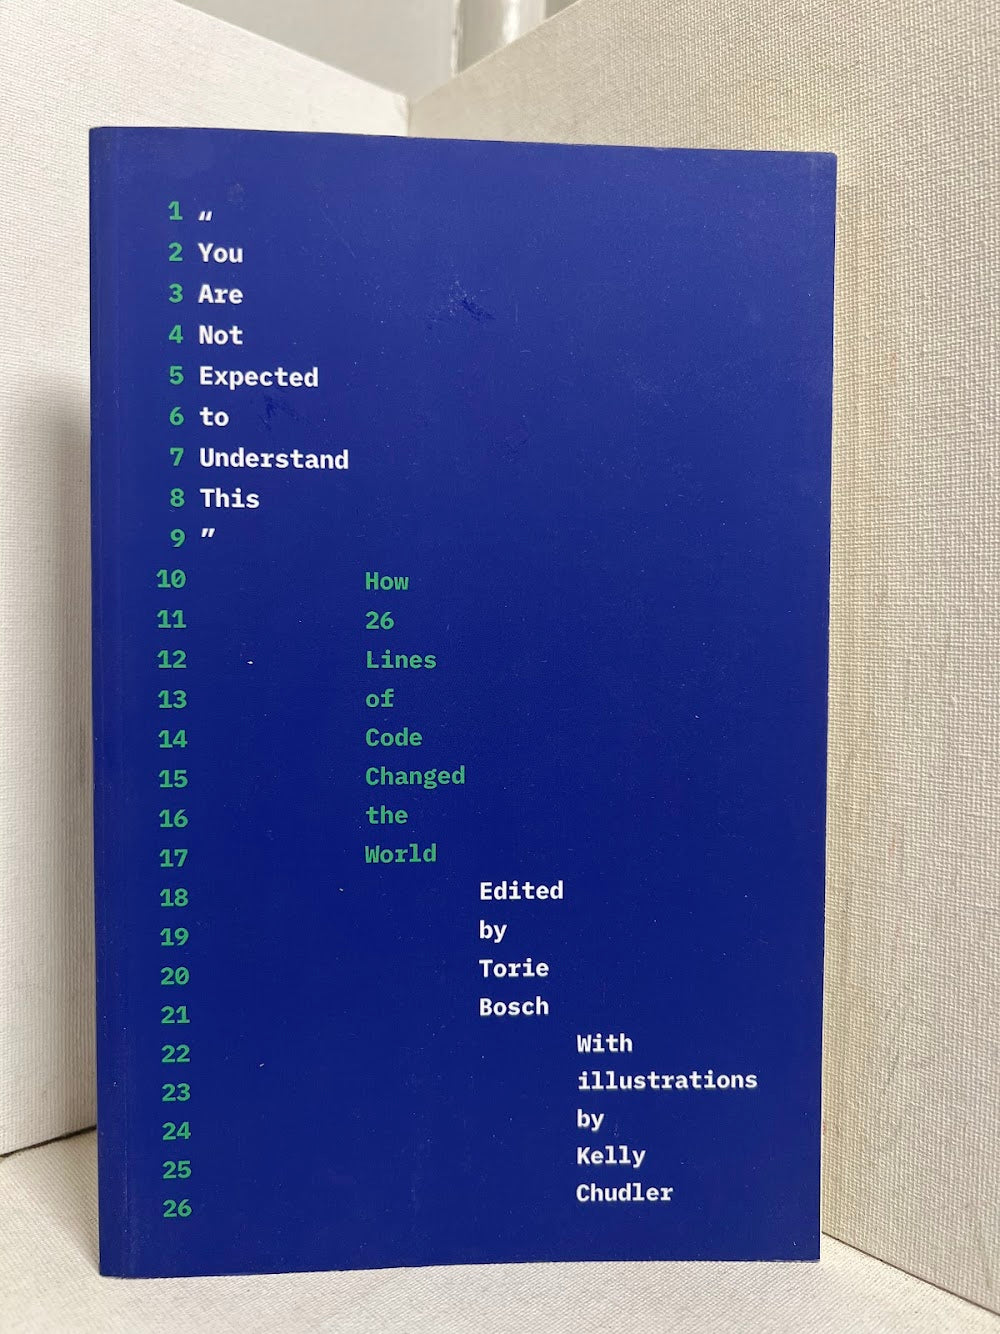 1 „
2 You
3 Are
4 Not
5 Expected
6 to
7 Understand
8 This
9 ”
10 How
11 26
12 Lines
13 of
14 Code
15 Changed
16 the
17 World
18 Edited
19 by
20 Torie
21 Bosch
22 With
23 illustrations
24 by
25 Kelly
26 Chudler